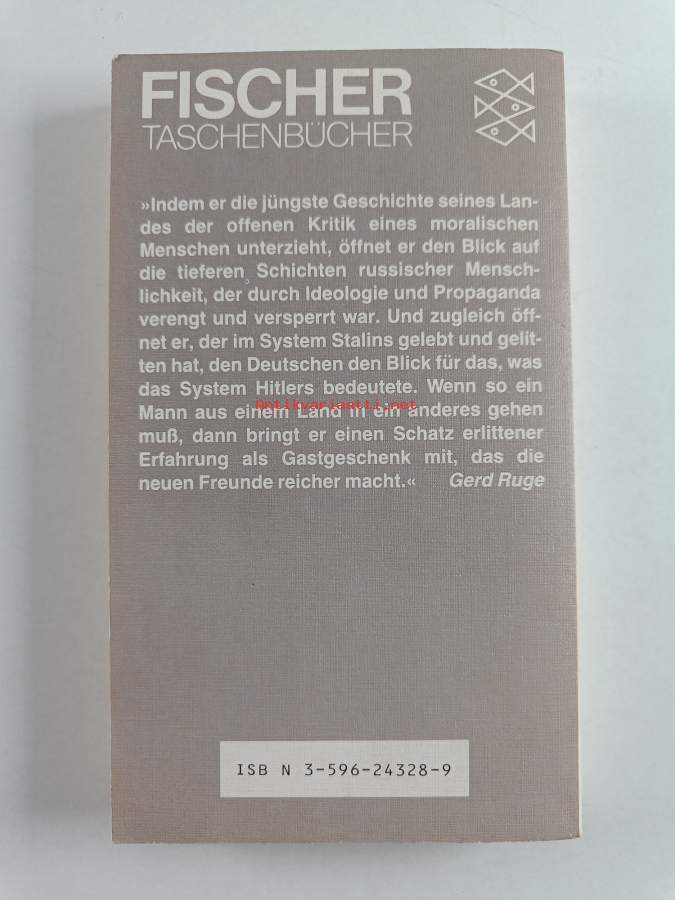 FISCHER
TASCHENBÜCHER
»Indem er die jüngste Geschichte seines Lan-
des der offenen Kritik eines moralischen
Menschen unterzieht, öffnet er den Blick auf
die tieferen Schichten russischer Mensch-
lichkeit, der durch Ideologie und Propaganda
verengt und versperrt war. Und zugleich öff-
net er, der im System Stalins gelebt und gelit-
ten hat, den Deutschen den Blick für das, was
das System Hitlers bedeutete. Wenn so ein
Antikvariaatti.net
Mann aus einem Land in ein anderes gehen
muß, dann bringt er einen Schatz erlittener
Erfahrung als Gastgeschenk mit, das die
neuen Freunde reicher macht.« Gerd Ruge
ISB N 3-596-24328-9